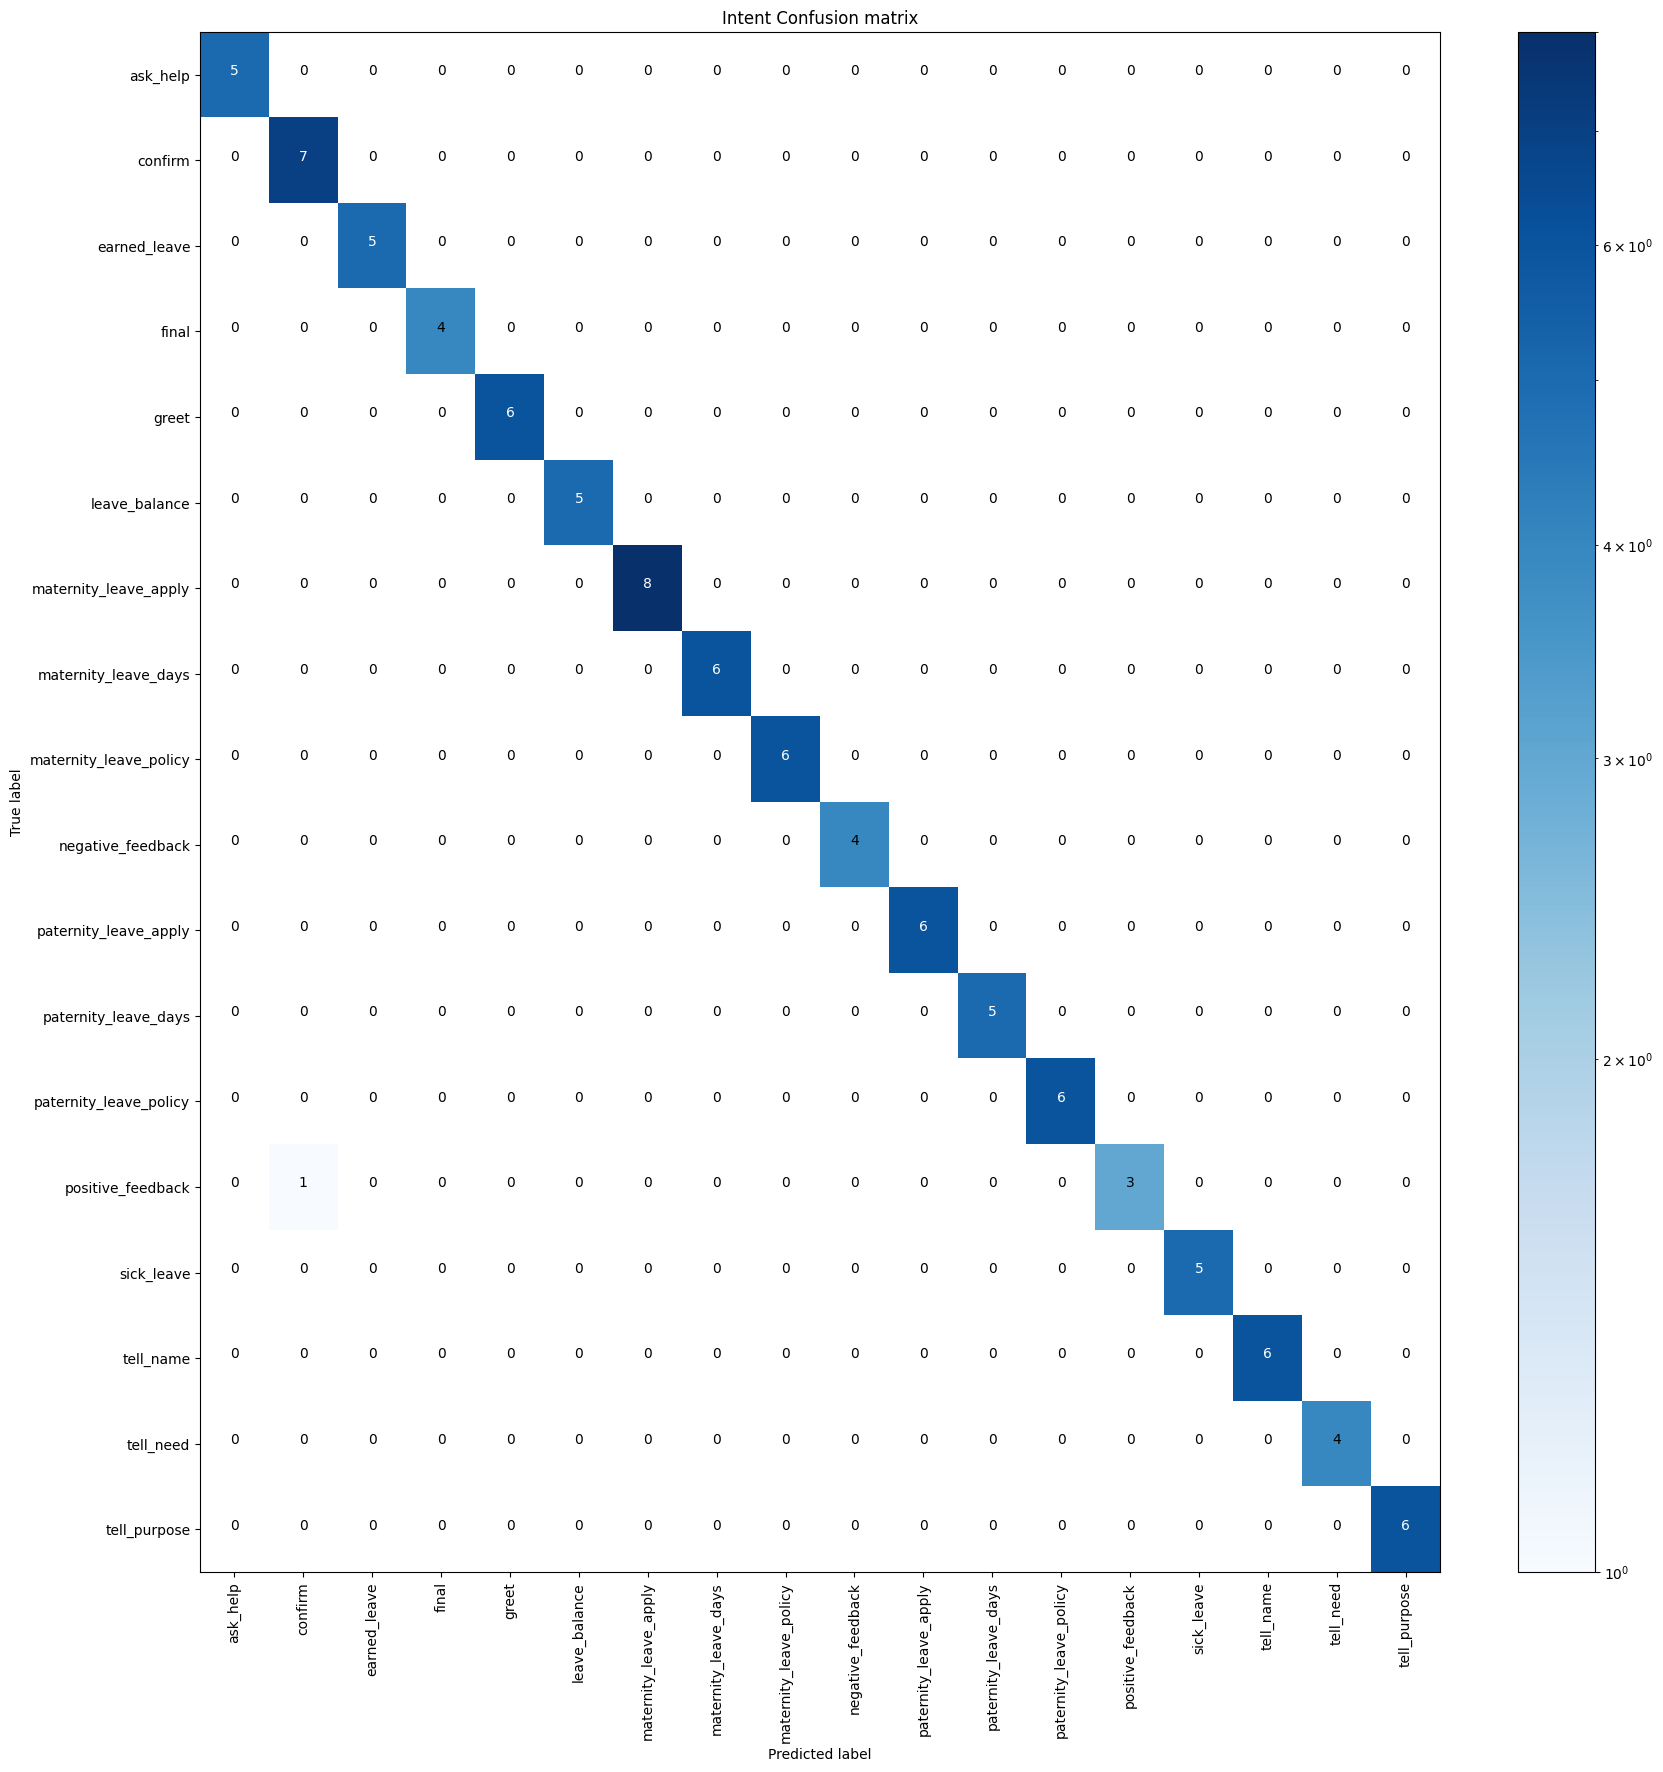 Intent Confusion matrix
ask_help 5 0 0 0 0 0 0 0 0 0 0 0 0 0 0 0 0 0
confirm 0 7 0 0 0 0 0 0 0 0 0 0 0 0 0 0 0 0
earned_leave 0 0 5 0 0 0 0 0 0 0 0 0 0 0 0 0 0 0
final 0 0 0 4 0 0 0 0 0 0 0 0 0 0 0 0 0 0
greet 0 0 0 0 6 0 0 0 0 0 0 0 0 0 0 0 0 0
leave_balance 0 0 0 0 0 5 0 0 0 0 0 0 0 0 0 0 0 0
maternity_leave_apply 0 0 0 0 0 0 8 0 0 0 0 0 0 0 0 0 0 0
maternity_leave_days 0 0 0 0 0 0 0 6 0 0 0 0 0 0 0 0 0 0
maternity_leave_policy 0 0 0 0 0 0 0 0 6 0 0 0 0 0 0 0 0 0
negative_feedback 0 0 0 0 0 0 0 0 0 4 0 0 0 0 0 0 0 0
paternity_leave_apply 0 0 0 0 0 0 0 0 0 0 6 0 0 0 0 0 0 0
paternity_leave_days 0 0 0 0 0 0 0 0 0 0 0 5 0 0 0 0 0 0
paternity_leave_policy 0 0 0 0 0 0 0 0 0 0 0 0 6 0 0 0 0 0
positive_feedback 0 1 0 0 0 0 0 0 0 0 0 0 0 3 0 0 0 0
sick_leave 0 0 0 0 0 0 0 0 0 0 0 0 0 0 5 0 0 0
tell_name 0 0 0 0 0 0 0 0 0 0 0 0 0 0 0 6 0 0
tell_need 0 0 0 0 0 0 0 0 0 0 0 0 0 0 0 0 4 0
tell_purpose 0 0 0 0 0 0 0 0 0 0 0 0 0 0 0 0 0 6
True label
ask_help
confirm
earned_leave
final
greet
leave_balance
maternity_leave_apply
maternity_leave_days
maternity_leave_policy
negative_feedback
paternity_leave_apply
paternity_leave_days
paternity_leave_policy
positive_feedback
sick_leave
tell_name
tell_need
tell_purpose
Predicted label
6 × 10⁰
4 × 10⁰
3 × 10⁰
2 × 10⁰
10⁰